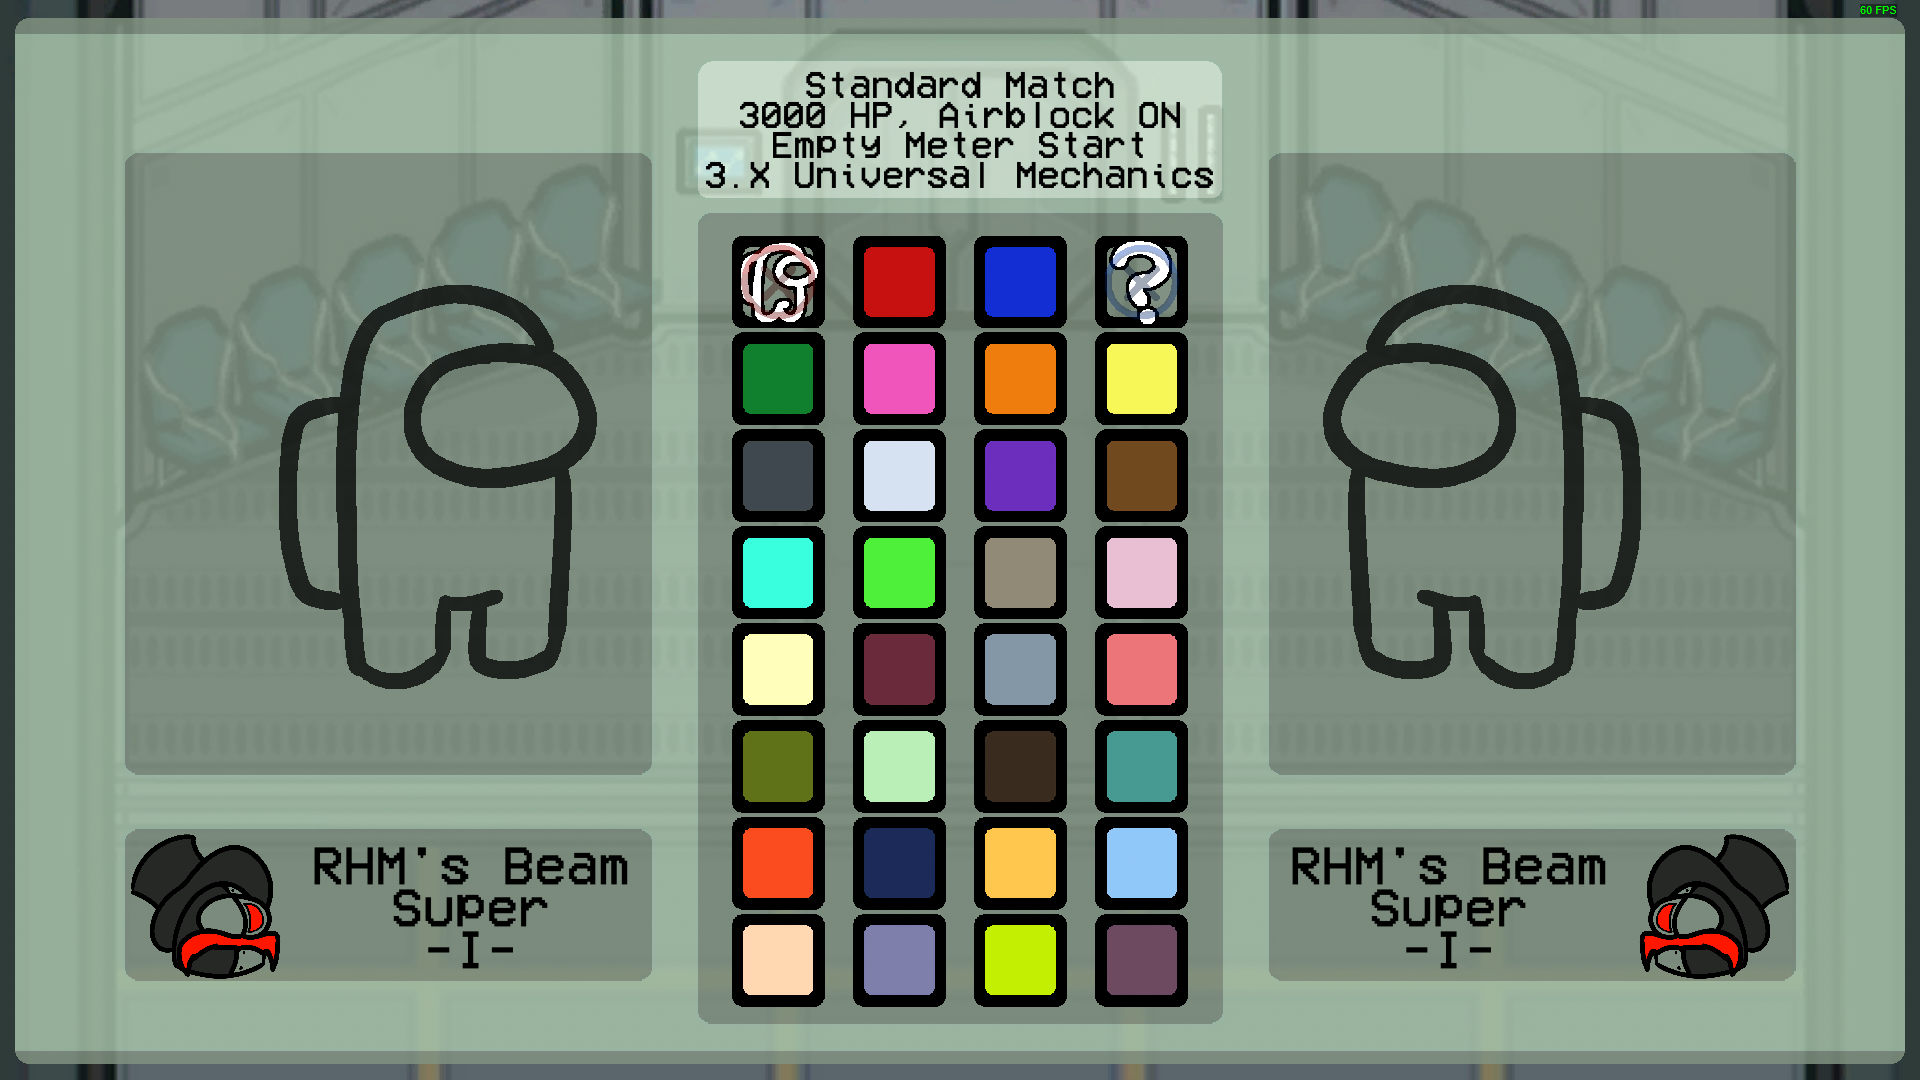 60 FPS
Standard Match
3000 HP, Airblock ON
Empty Meter Start
3.X Universal Mechanics
?
?
RHM's Beam
Super
-I-
RHM's Beam
Super
-I-